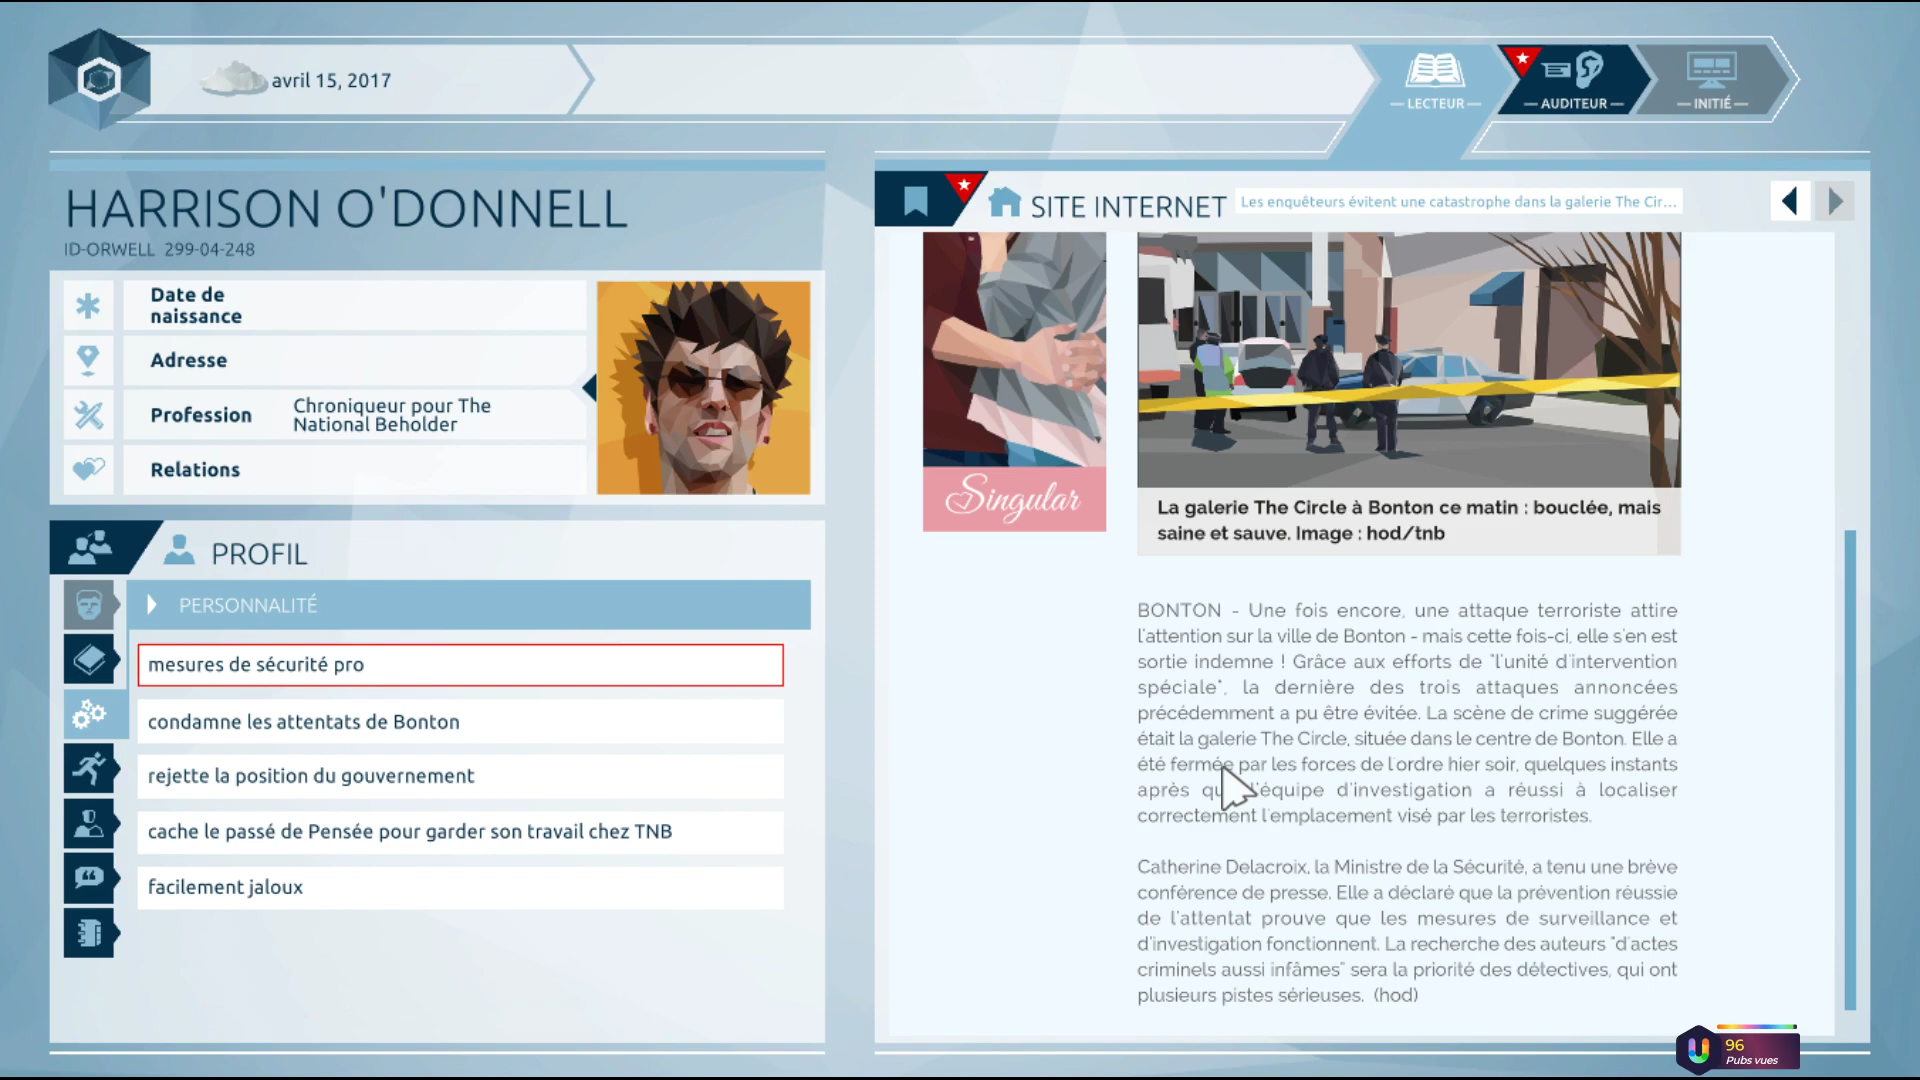 avril 15, 2017
LECTEUR
AUDITEUR
INITIÉ
HARRISON O'DONNELL
ID-ORWELL 299-04-248
Date de
naissance
Adresse
Profession
Chroniqueur pour The
National Beholder
Relations
PROFIL
PERSONNALITÉ
mesures de sécurité pro
condamne les attentats de Bonton
rejette la position du gouvernement
cache le passé de Pensée pour garder son travail chez TNB
facilement jaloux
SITE INTERNET
Les enquêteurs évitent une catastrophe dans la galerie The Cir...
Singular
La galerie The Circle à Bonton ce matin : bouclée, mais
saine et sauve. Image : hod/tnb
BONTON - Une fois encore, une attaque terroriste attire
l'attention sur la ville de Bonton - mais cette fois-ci, elle s'en est
sortie indemne ! Grâce aux efforts de "l'unité d'intervention
spéciale", la dernière des trois attaques annoncées
précédemment a pu être évitée. La scène de crime suggérée
était la galerie The Circle, située dans le centre de Bonton. Elle a
été fermée par les forces de l'ordre hier soir, quelques instants
après l'équipe d'investigation a réussi à localiser
correctement l'emplacement visé par les terroristes.
Catherine Delacroix, la Ministre de la Sécurité, a tenu une brève
conférence de presse. Elle a déclaré que la prévention réussie
de l'attentat prouve que les mesures de surveillance et
d'investigation fonctionnent. La recherche des auteurs "d'actes
criminels aussi infâmes" sera la priorité des détectives, qui ont
plusieurs pistes sérieuses. (hod)
96
Pubs vues